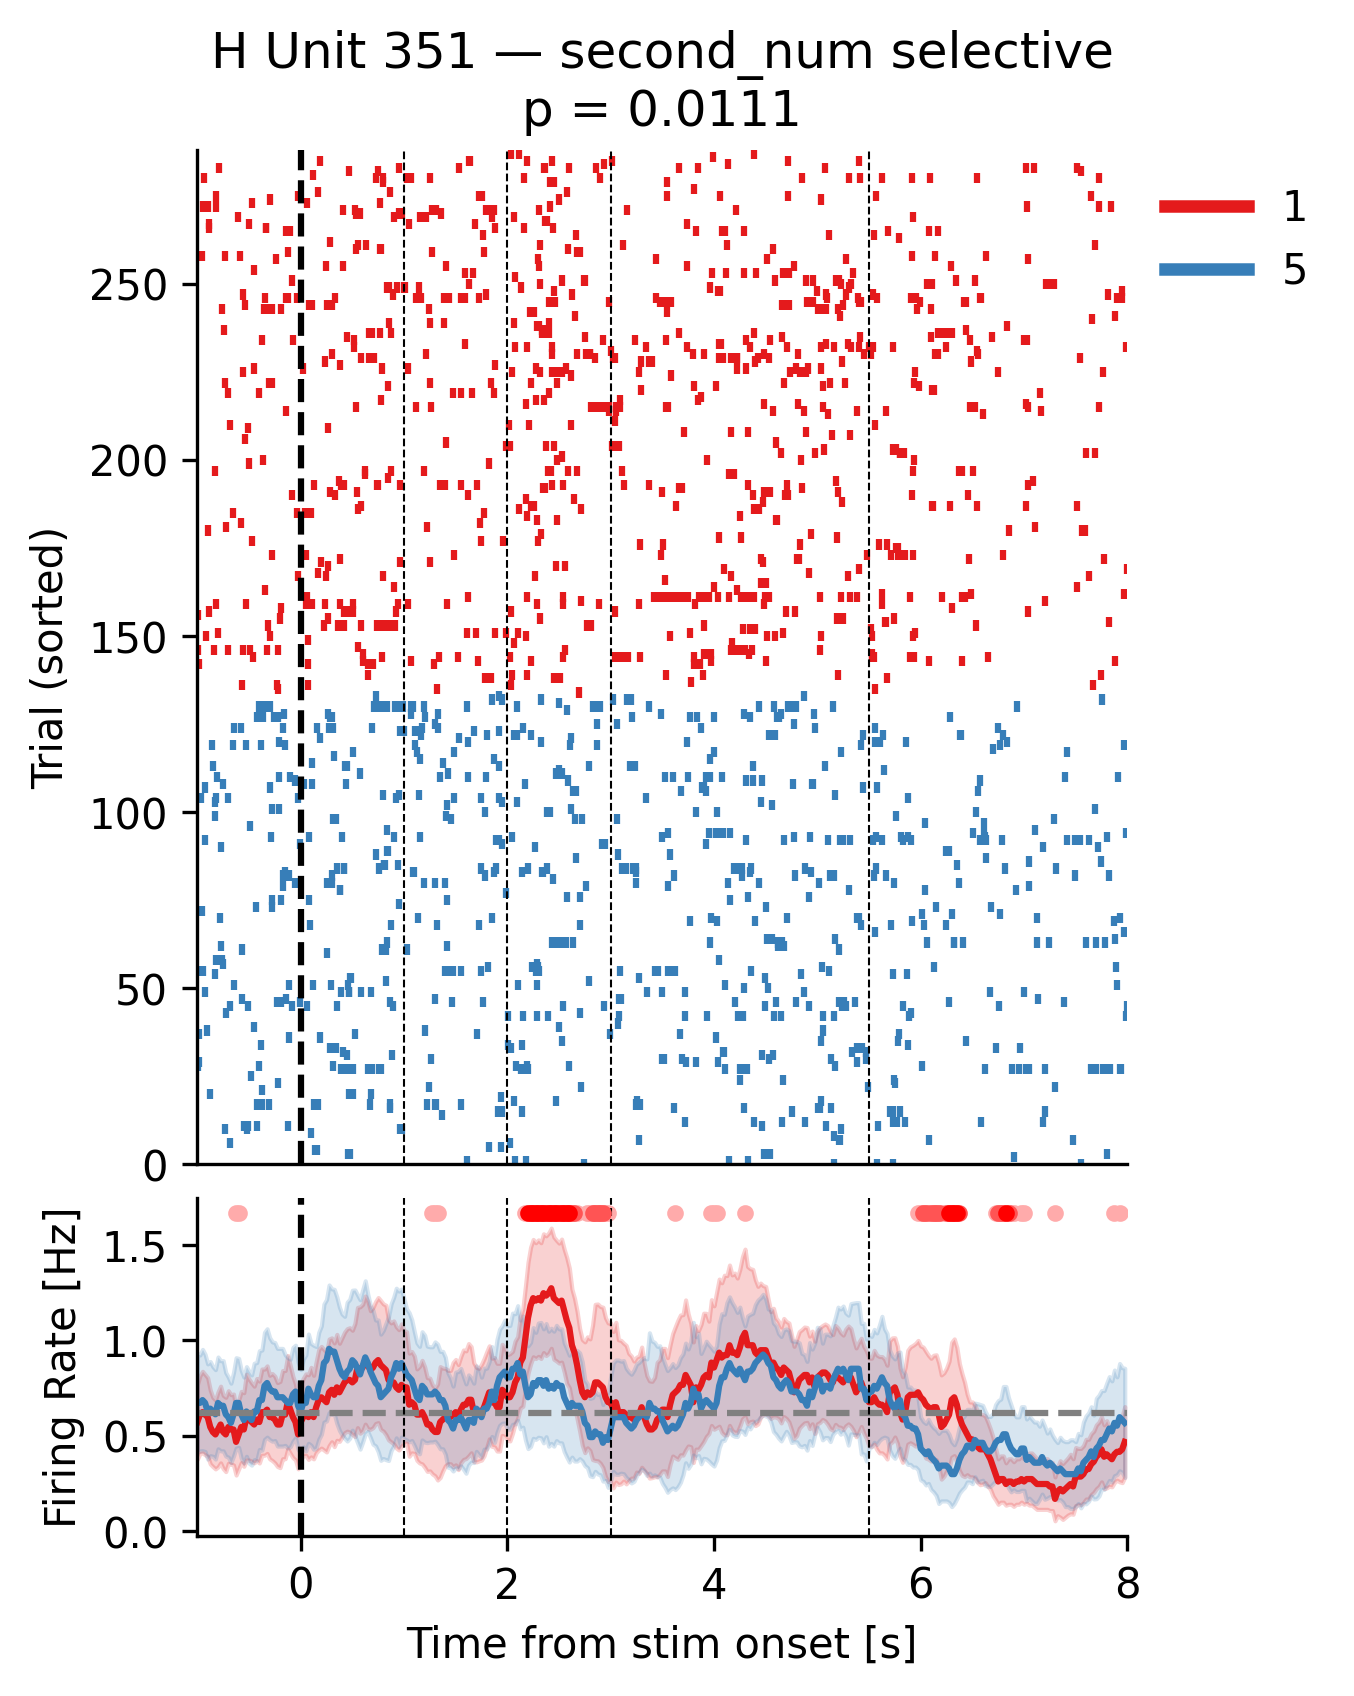 H Unit 351 — second_num selective
p = 0.0111
1
5
Trial (sorted)
250
200
150
100
50
0
Firing Rate [Hz]
1.5
1.0
0.5
0.0
0 2 4 6 8
Time from stim onset [s]